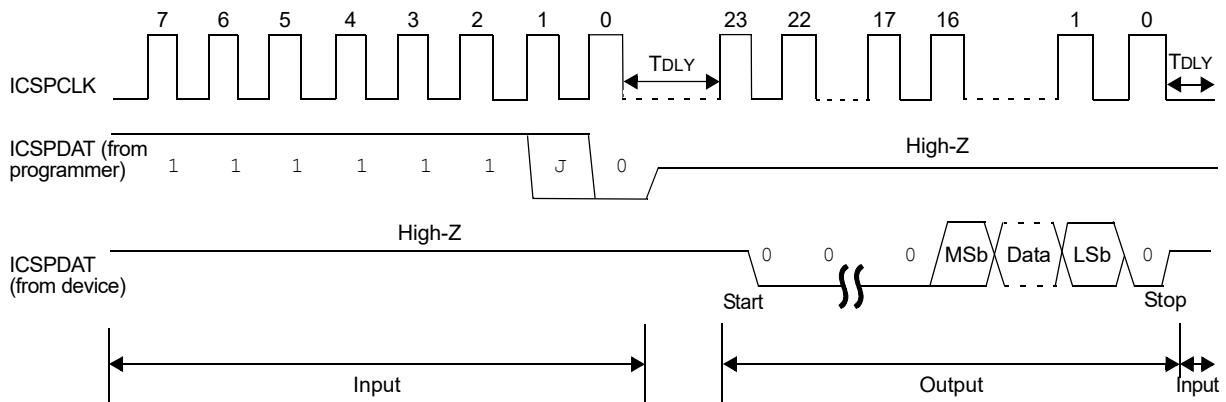 7 6 5 4 3 2 1 0 23 22 17 16 1 0
TDLY TDLY
ICSPCLK
ICSPDAT (from
programmer)
1 1 1 1 1 1 J 0
High-Z
High-Z
ICSPDAT
(from device)
0 0 0 MSb Data LSb 0
Start Stop
Input Output Input